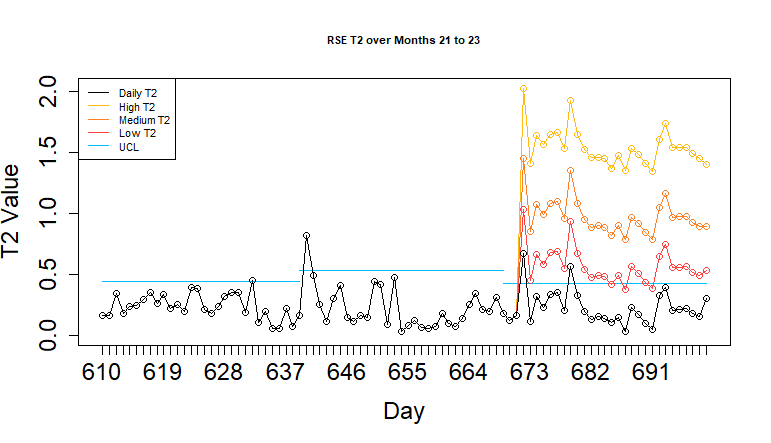 RSE T2 over Months 21 to 23
Daily T2
High T2
Medium T2
Low T2
UCL
T2 Value
2.0
1.5
1.0
0.5
0.0
610 619 628 637 646 655 664 673 682 691
Day